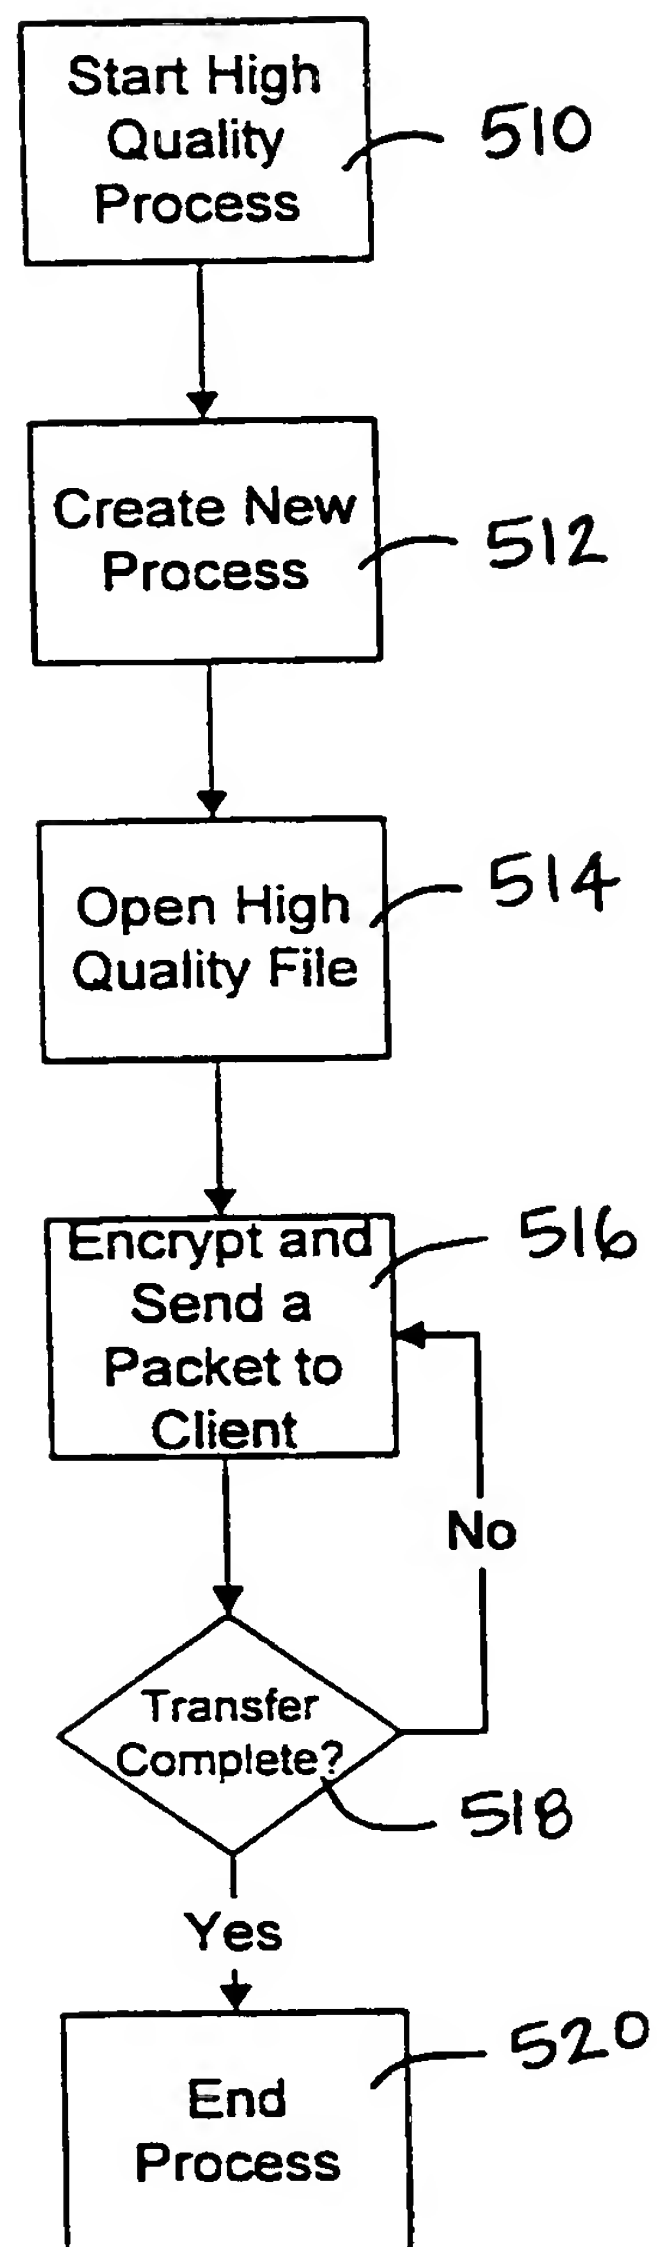 Start High
Quality
Process
510
Create New
Process
512
Open High
Quality File
514
Encrypt and
Send a
Packet to
Client
516
No
Transfer
Complete?
518
Yes
End
Process
520